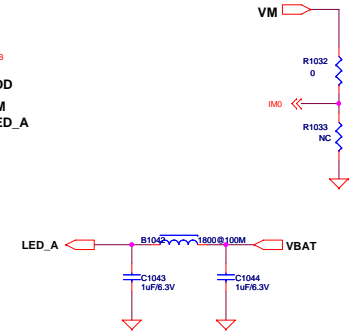 VM
8
OD
R1032
0
M
ED_A
IM0
R1033
NC
LED_A
B1042
1800@100M
VBAT
C1043
1uF/6.3V
C1044
1uF/6.3V